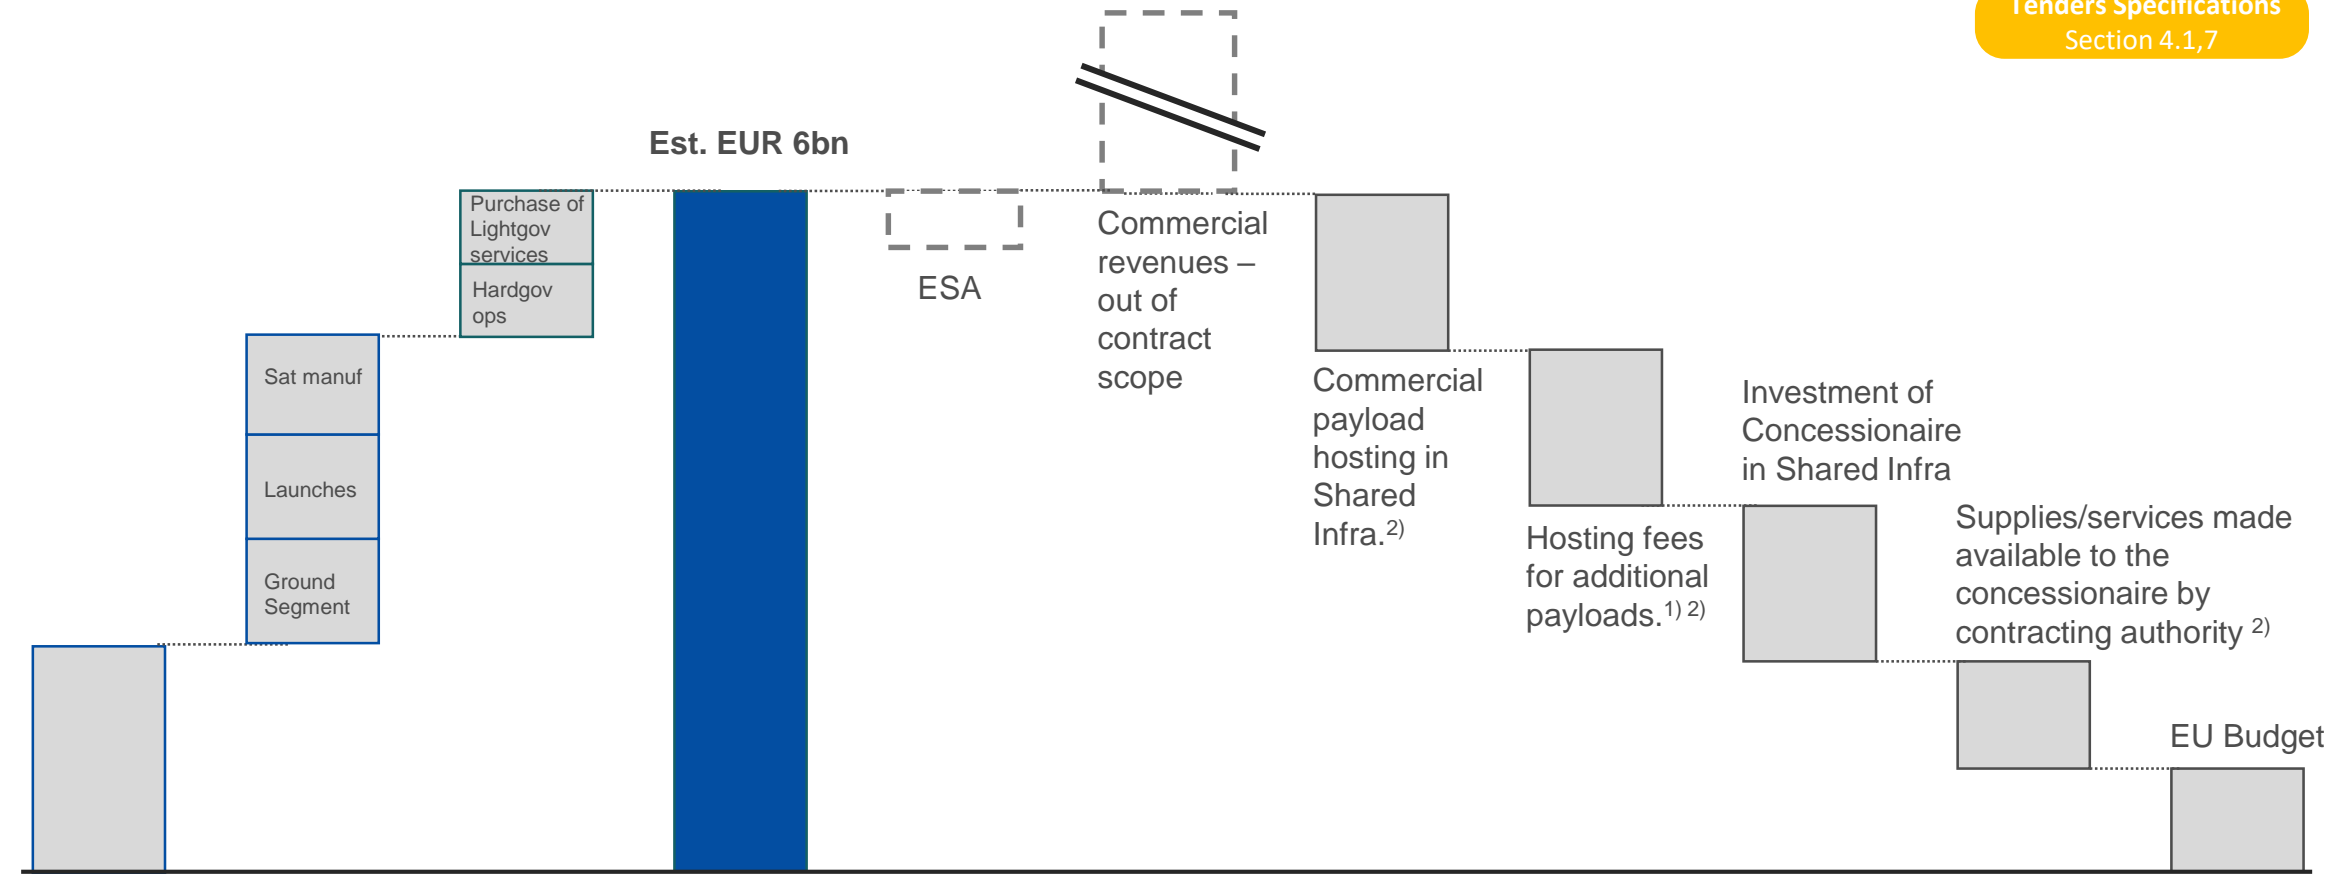 Tenders Specifications
Section 4.1,7
Est. EUR 6bn
Purchase of
Lightgov
services
Hardgov
ops
Sat manuf
Launches
Ground
Segment
ESA
Commercial
revenues –
out of
contract
scope
Commercial
payload
hosting in
Shared
Infra.2)
Hosting fees
for additional
payloads.1) 2)
Investment of
Concessionaire
in Shared Infra
Supplies/services made
available to the
concessionaire by
contracting authority 2)
EU Budget